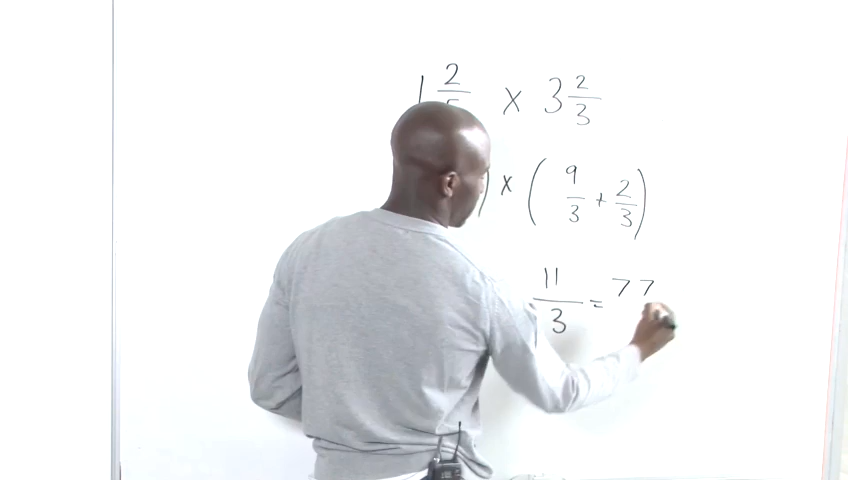 1 2/5 × 3 2/3
) × ( 9/3 + 2/3 )
11/3 = 77